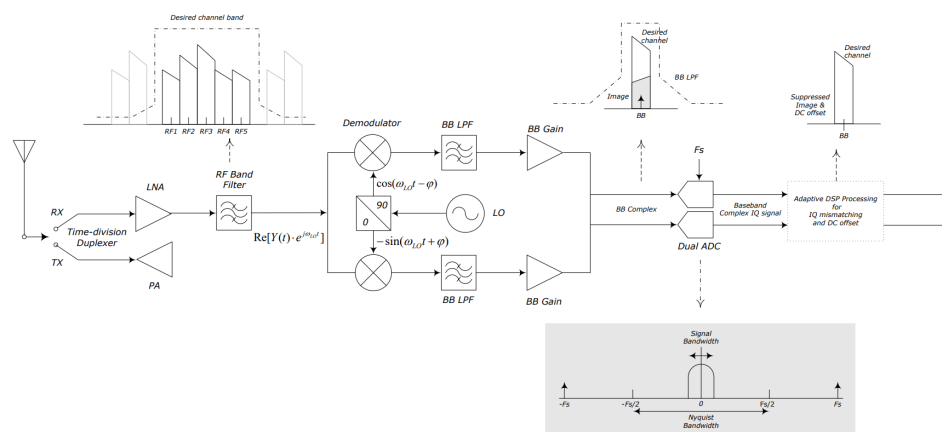 Desired channel band
RF1 RF2 RF3 RF4 RF5
Desired
channel
BB LPF
Image
BB
Desired
channel
Suppressed
Image &
DC offset
BB
Demodulator
BB LPF
BB Gain
Fs
LNA
RF Band
Filter
cos(ω_LO t − φ)
90
0
LO
RX
Time-division
Duplexer
TX
Re[Y(t)·e^{jω_LO t}]
−sin(ω_LO t + φ)
PA
BB LPF
BB Gain
BB Complex
Dual ADC
Baseband
Complex IQ signal
Adaptive DSP Processing
for
IQ mismatching
and DC offset
Signal
Bandwidth
-Fs
-Fs/2
0
Fs/2
Fs
Nyquist
Bandwidth